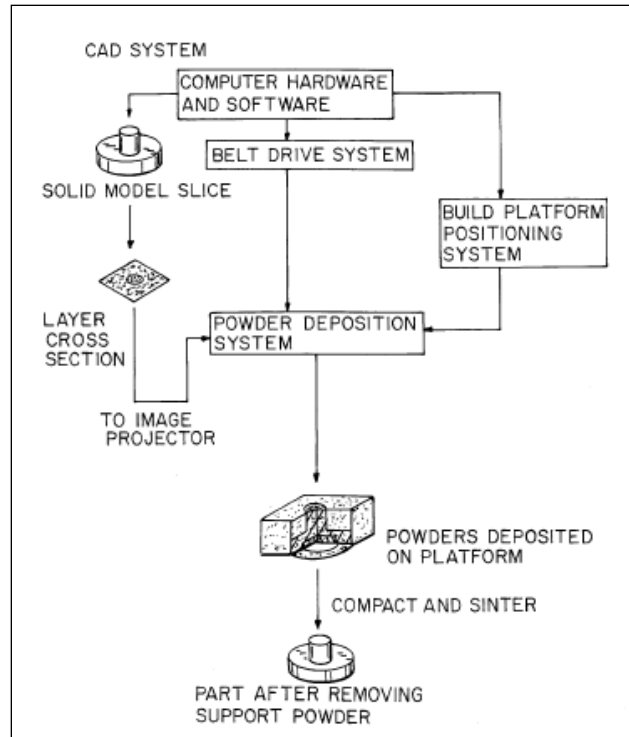 CAD SYSTEM
COMPUTER HARDWARE
AND SOFTWARE
BELT DRIVE SYSTEM
SOLID MODEL SLICE
BUILD PLATFORM
POSITIONING
SYSTEM
LAYER
CROSS
SECTION
POWDER DEPOSITION
SYSTEM
TO IMAGE
PROJECTOR
POWDERS DEPOSITED
ON PLATFORM
COMPACT AND SINTER
PART AFTER REMOVING
SUPPORT POWDER